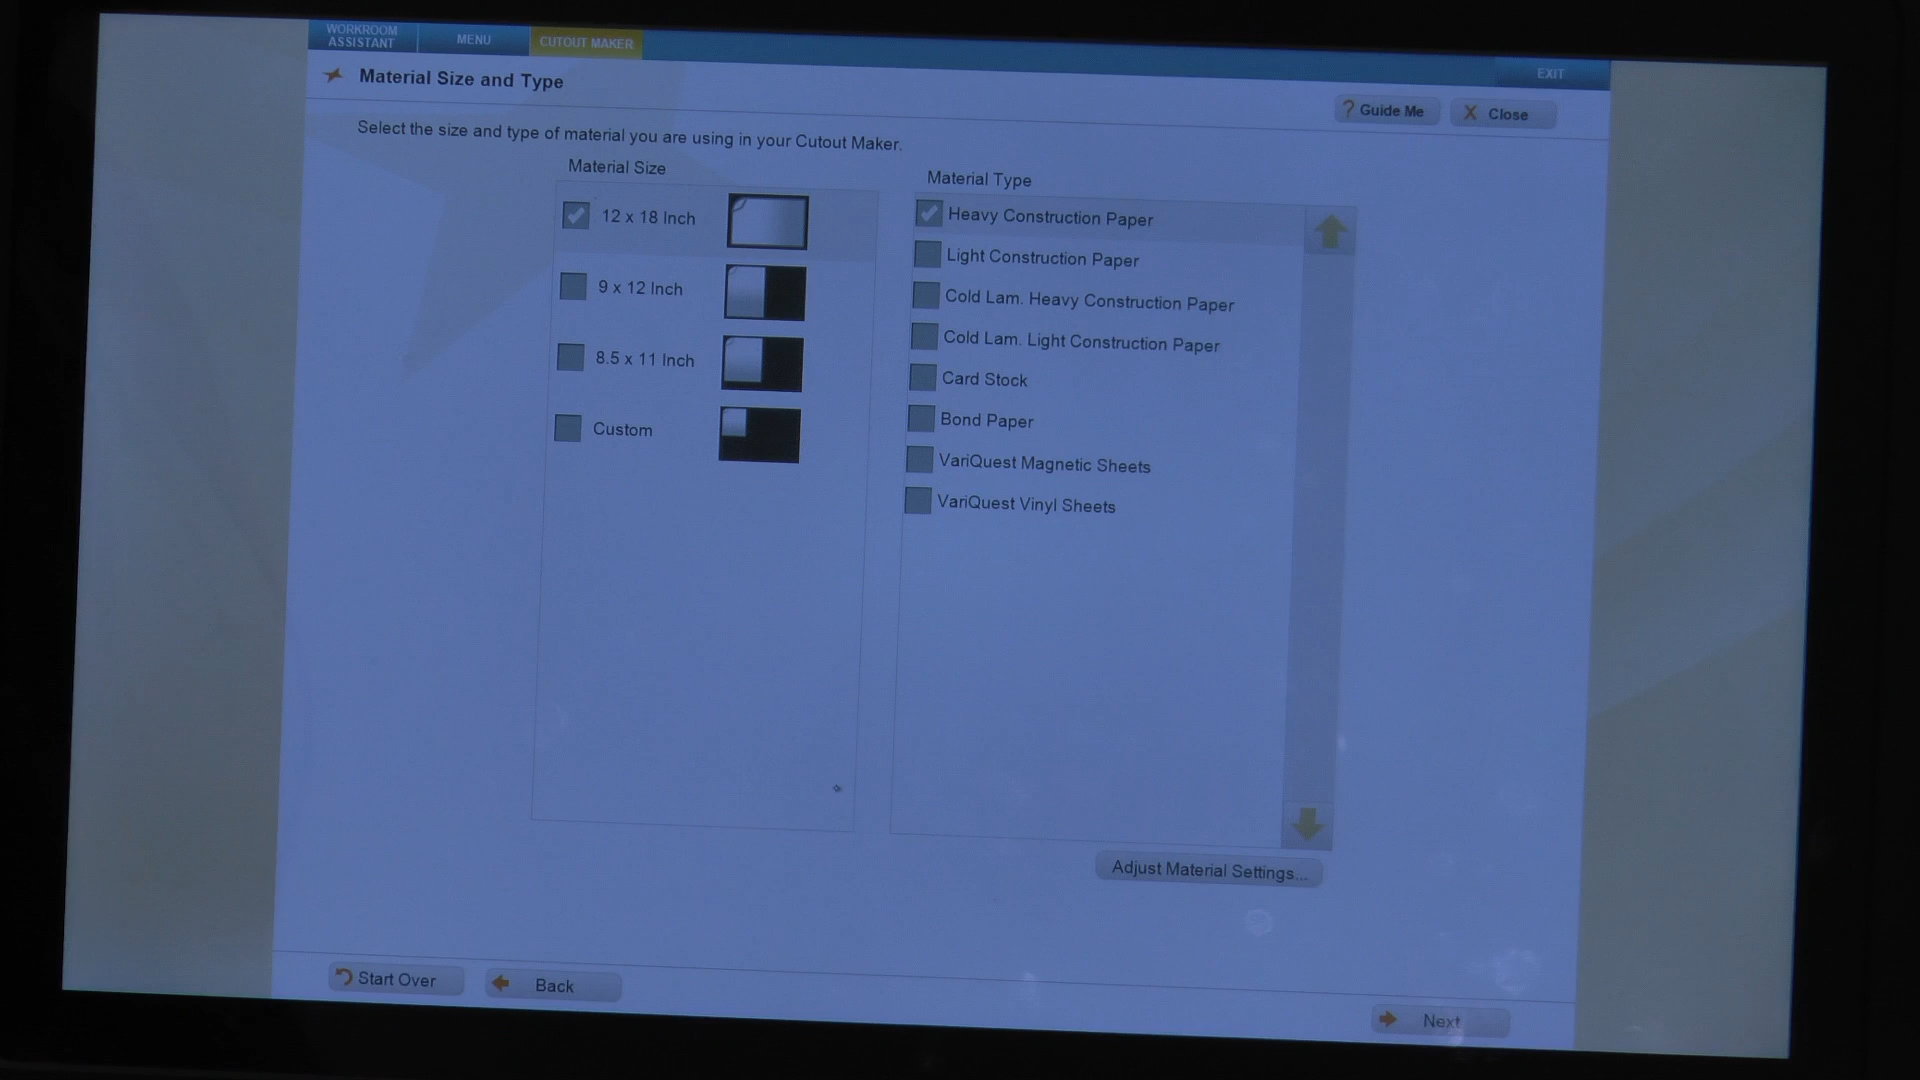 WORKROOM
ASSISTANT
MENU
CUTOUT MAKER
EXIT
Material Size and Type
? Guide Me
X Close
Select the size and type of material you are using in your Cutout Maker.
Material Size
12 x 18 Inch
9 x 12 Inch
8.5 x 11 Inch
Custom
Material Type
Heavy Construction Paper
Light Construction Paper
Cold Lam. Heavy Construction Paper
Cold Lam. Light Construction Paper
Card Stock
Bond Paper
VariQuest Magnetic Sheets
VariQuest Vinyl Sheets
Adjust Material Settings...
Start Over
Back
Next